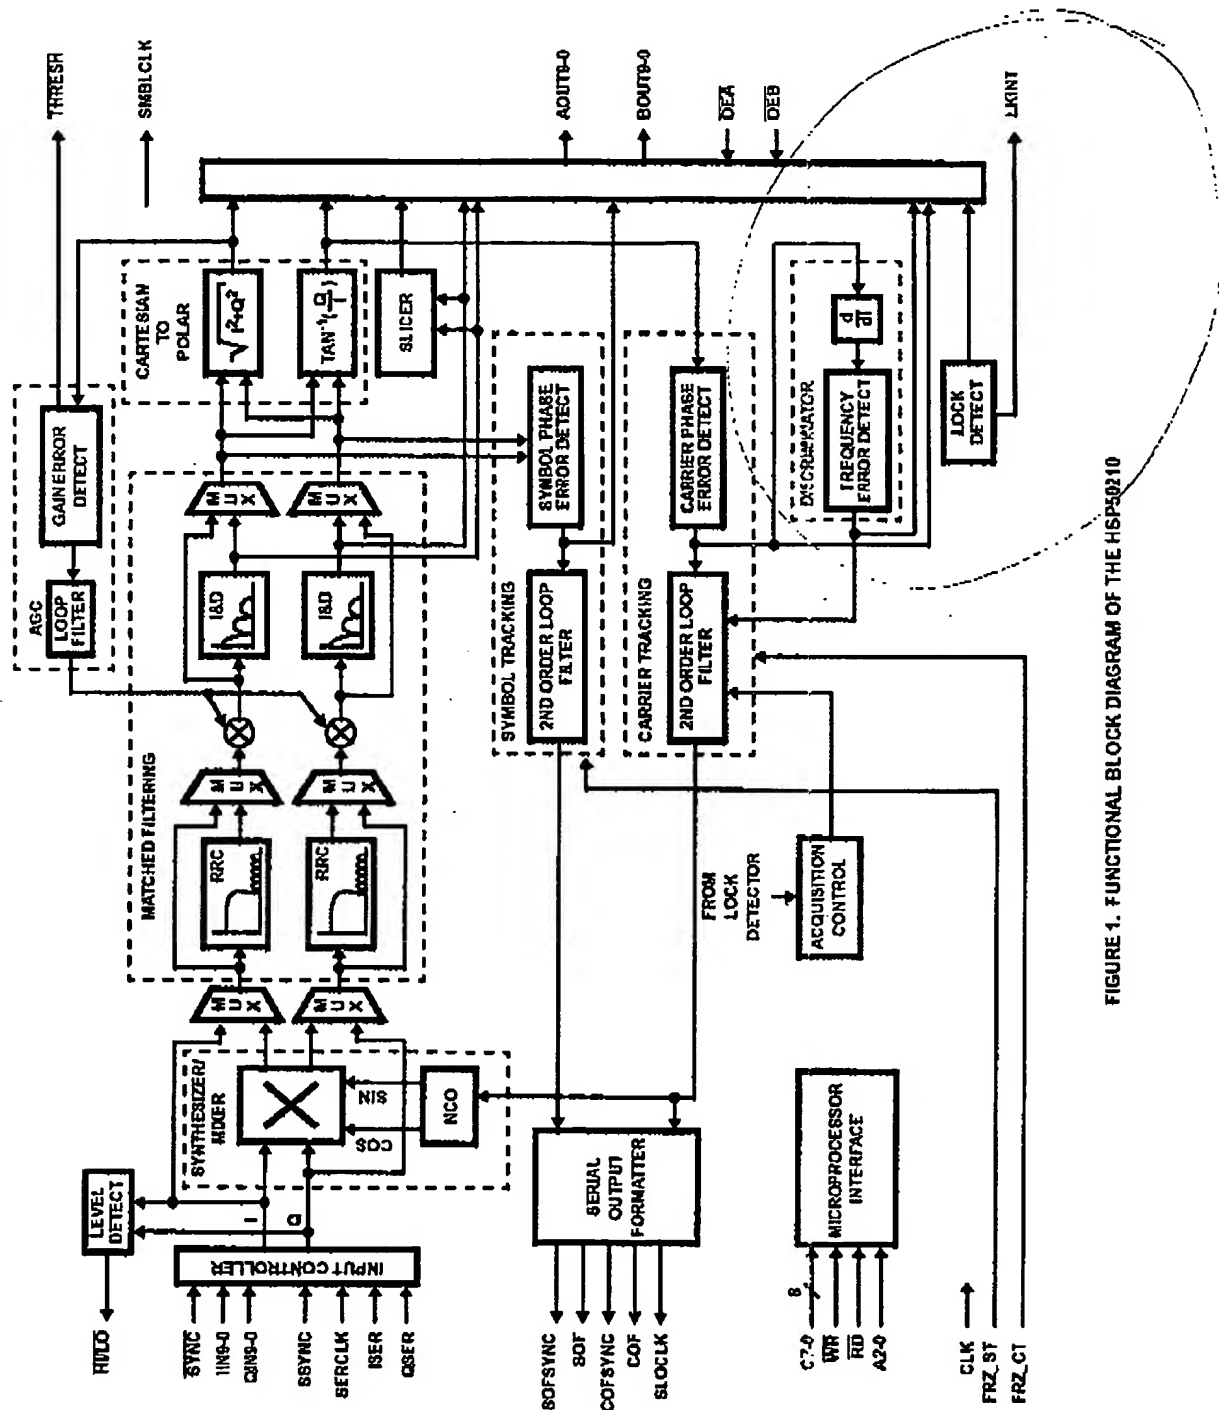 HI/LO
SYNC
IIN9-0
QIN9-0
SSYNC
SERCLK
ISER
QSER
INPUT CONTROLLER
LEVEL
DETECT
I
Q
SYNTHESIZER/
MIXER
COS
SIN
NCO
MUX
MUX
MATCHED FILTERING
RRC
RRC
MUX
MUX
I&D
I&D
MUX
MUX
AGC
LOOP
FILTER
GAIN ERROR
DETECT
THRESH
SMBLCLK
CARTESIAN
TO
POLAR
√I²+Q²
TAN⁻¹(Q/I)
SLICER
AOUT9-0
BOUT9-0
OEA
OEB
SYMBOL TRACKING
2ND ORDER LOOP
FILTER
SYMBOL PHASE
ERROR DETECT
CARRIER TRACKING
2ND ORDER LOOP
FILTER
CARRIER PHASE
ERROR DETECT
DISCRIMINATOR
FREQUENCY
ERROR DETECT
d
dT
LOCK
DETECT
LKINT
FROM
LOCK
DETECTOR
ACQUISITION
CONTROL
SERIAL
OUTPUT
FORMATTER
SOFSYNC
SOF
COFSYNC
COF
SLOCLK
MICROPROCESSOR
INTERFACE
8
C7-0
WR
RD
A2-0
CLK
FRZ_ST
FRZ_CT
FIGURE 1. FUNCTIONAL BLOCK DIAGRAM OF THE HSP50210